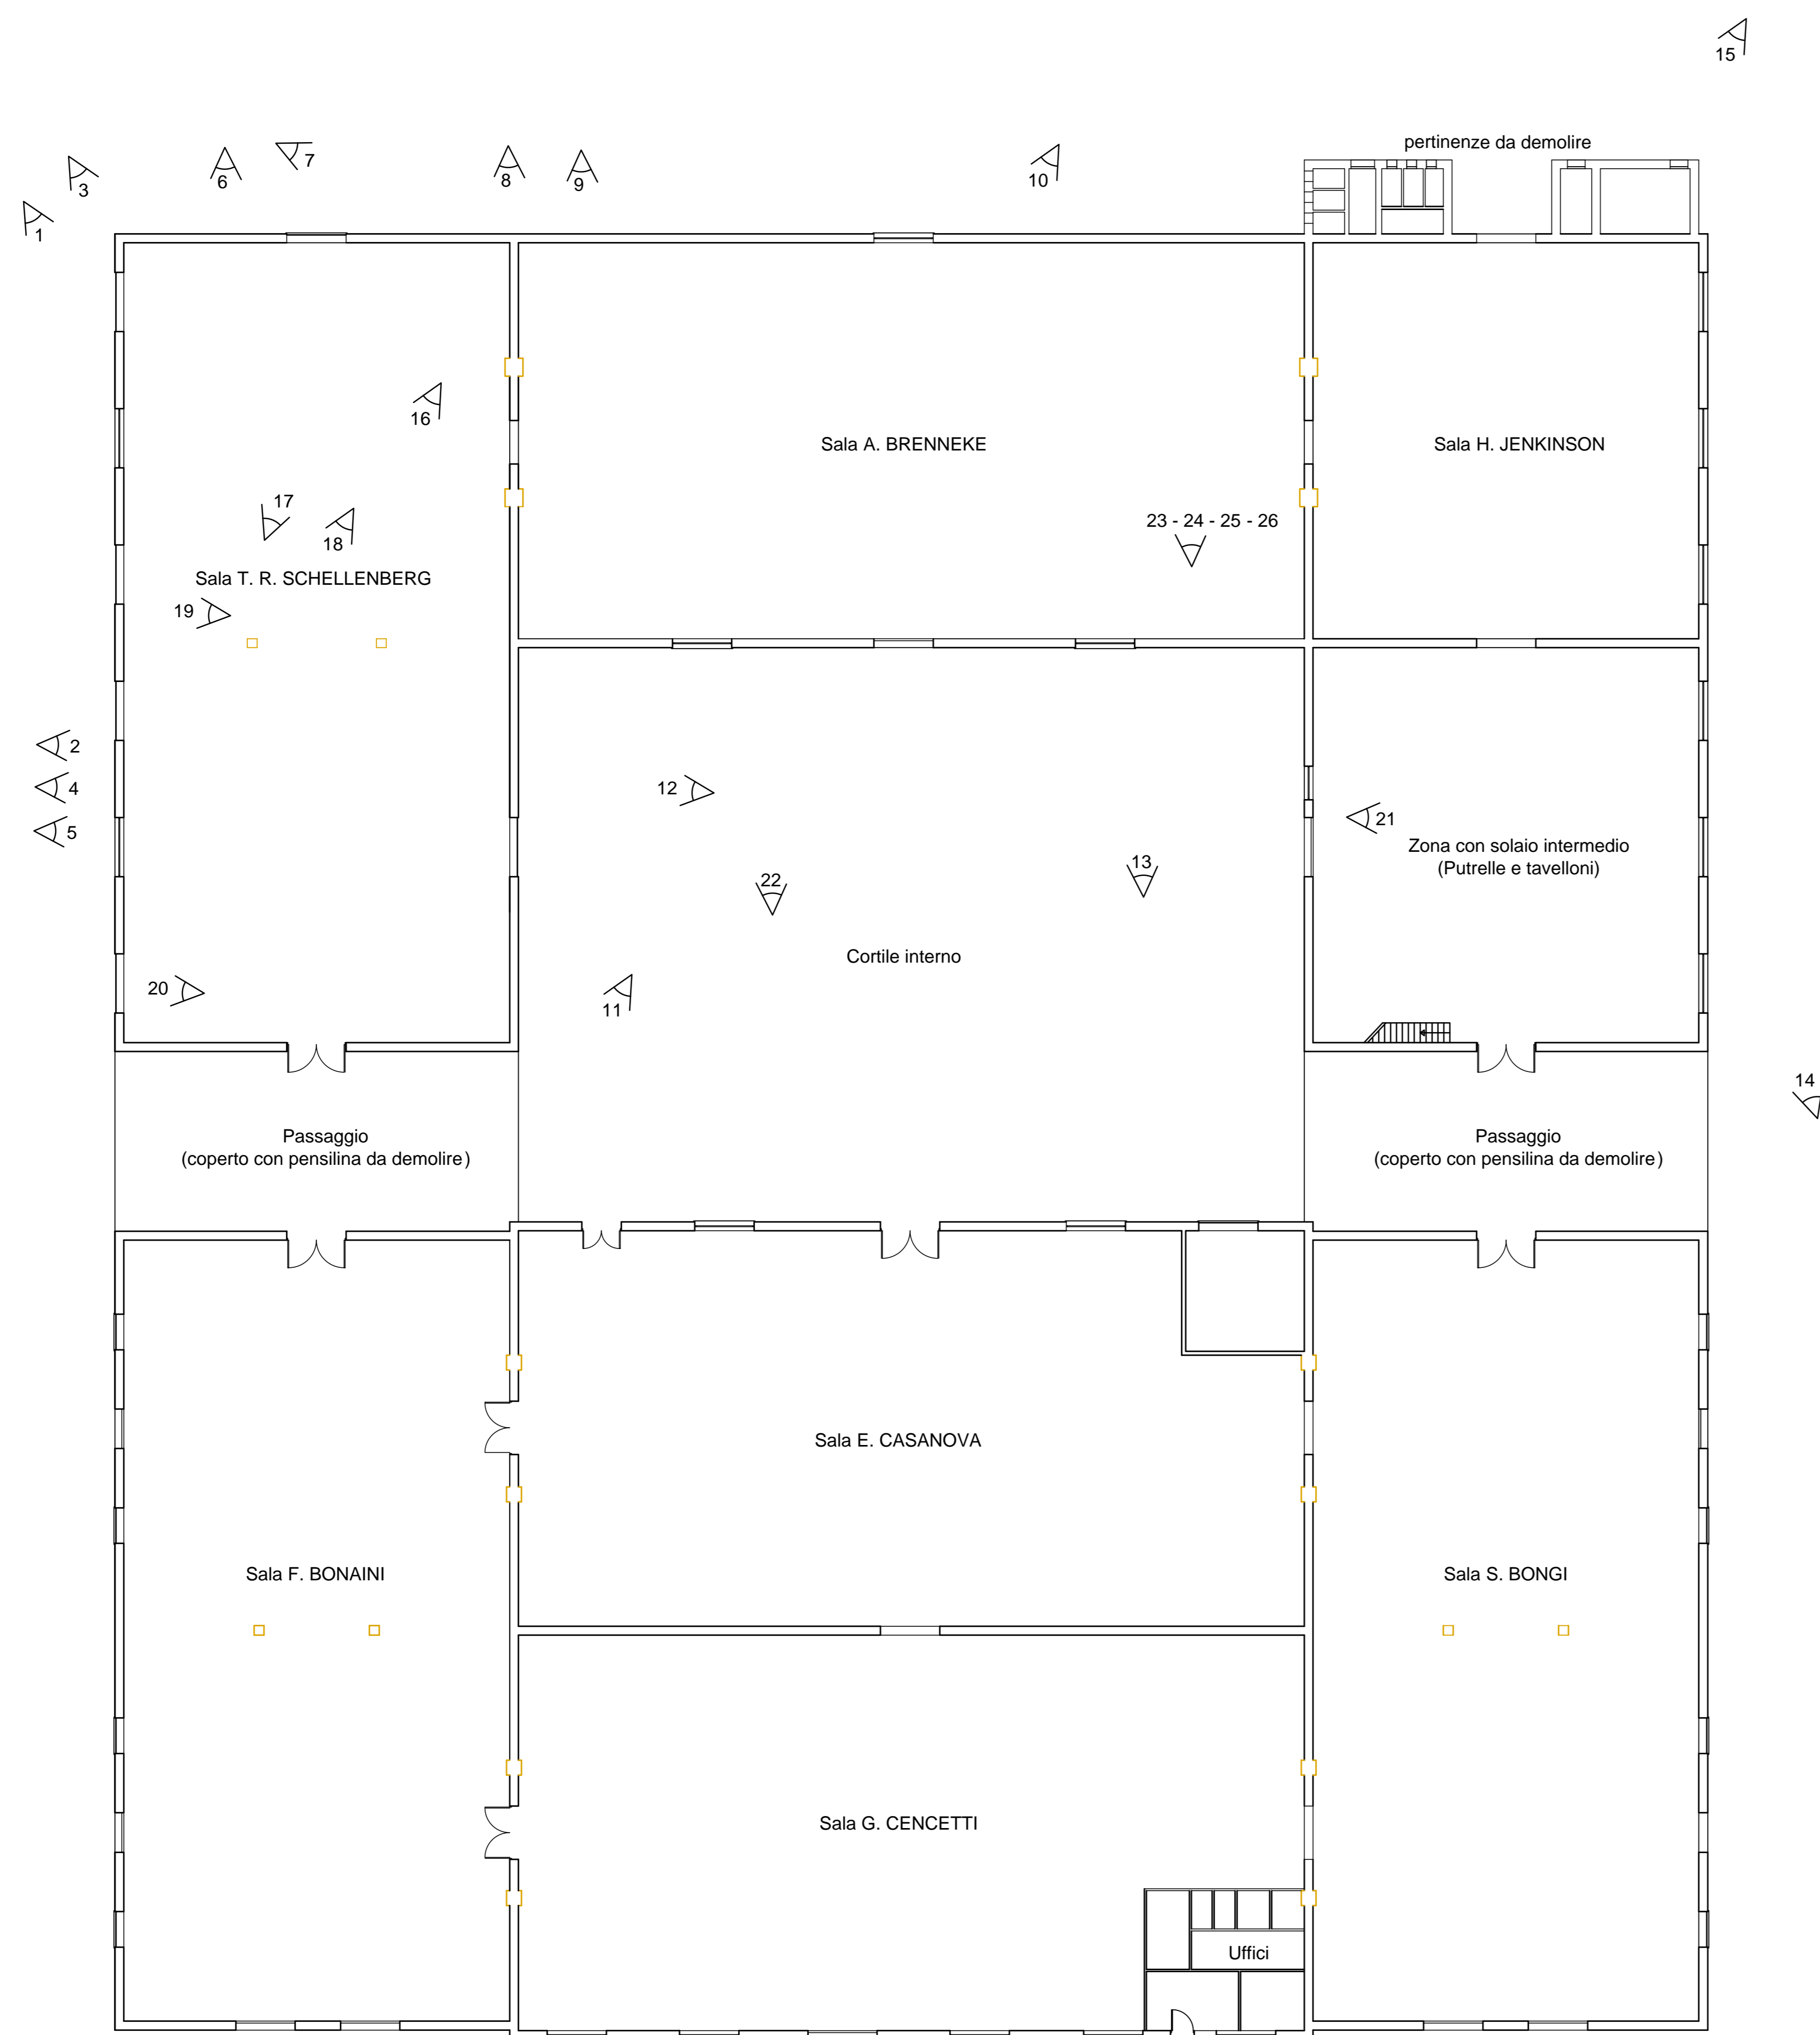 15
pertinenze da demolire
7
3
6
8
9
10
1
16
Sala A. BRENNEKE
Sala H. JENKINSON
17
18
23 - 24 - 25 - 26
Sala T. R. SCHELLENBERG
19
2
4
5
12
21
Zona con solaio intermedio
(Putrelle e tavelloni)
13
22
Cortile interno
20
11
14
Passaggio
(coperto con pensilina da demolire)
Passaggio
(coperto con pensilina da demolire)
Sala E. CASANOVA
Sala F. BONAINI
Sala S. BONGI
Sala G. CENCETTI
Uffici